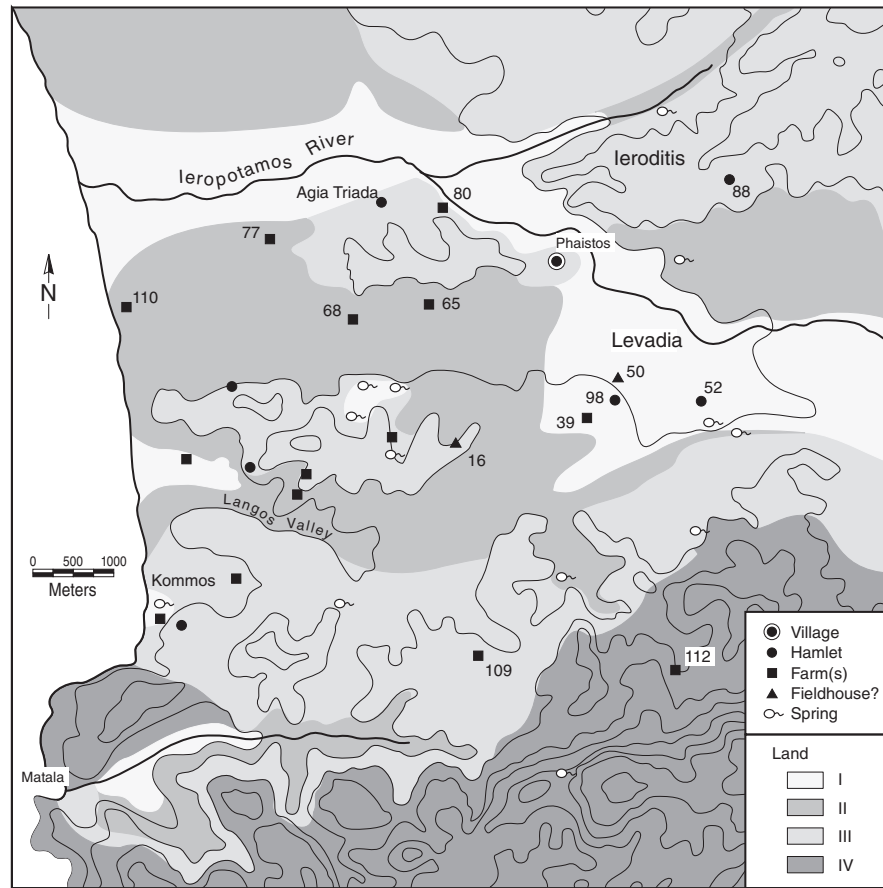 Ieropotamos River
Ieroditis
Agia Triada
80
88
77
Phaistos
N
110
68
65
Levadia
50
98
52
39
16
Langos Valley
0 500 1000
Meters
Kommos
109
112
Matala
Village
Hamlet
Farm(s)
Fieldhouse?
Spring
Land
I
II
III
IV